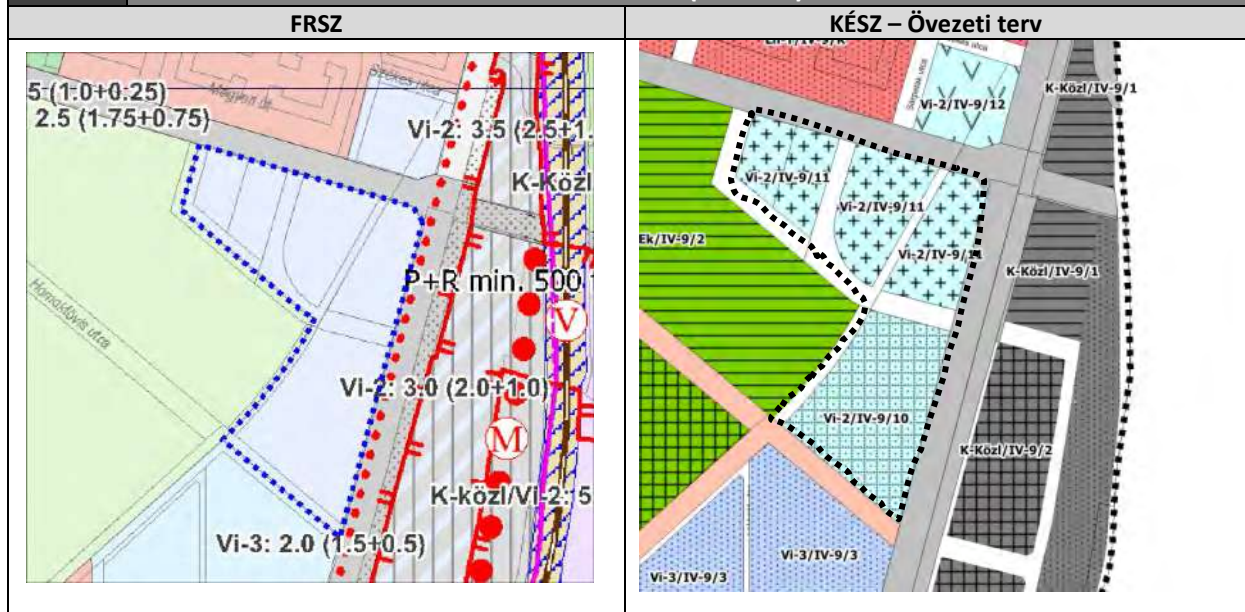 FRSZ
KÉSZ – Övezeti terv
Megyeri út
5 (1.0+0.25)
2.5 (1.75+0.75)
Vi-2: 3.5 (2.5+1.
K-Közl
P+R min. 500
V
Homoktövis utca
Vi-2: 3.0 (2.0+1.0)
M
K-közl/Vi-2: 5
Vi-3: 2.0 (1.5+0.5)
Vi-2/IV-9/12
K-Közl/IV-9/1
Vi-2/IV-9/11
Vi-2/IV-9/11
Ek/IV-9/2
Vi-2/IV-9/11
K-Közl/IV-9/1
Vi-2/IV-9/10
K-Közl/IV-9/2
Vi-3/IV-9/3
Vi-3/IV-9/3